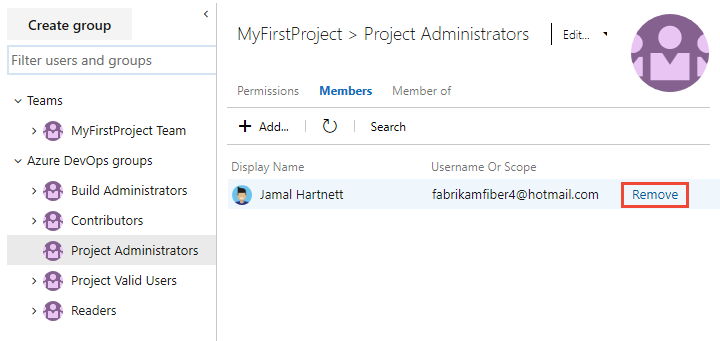 Create group
Filter users and groups
Teams
MyFirstProject Team
Azure DevOps groups
Build Administrators
Contributors
Project Administrators
Project Valid Users
Readers
MyFirstProject > Project Administrators
Edit...
Permissions Members Member of
+ Add... Search
Display Name Username Or Scope
Jamal Hartnett fabrikamfiber4@hotmail.com Remove